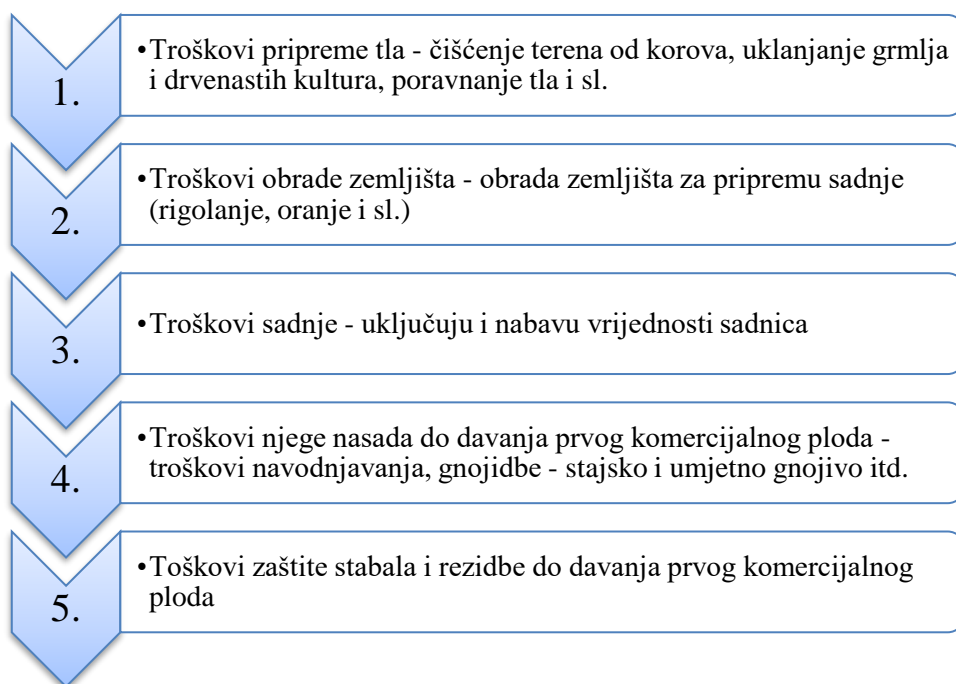 1.
•Troškovi pripreme tla - čišćenje terena od korova, uklanjanje grmlja
i drvenastih kultura, poravnanje tla i sl.
2.
•Troškovi obrade zemljišta - obrada zemljišta za pripremu sadnje
(rigolanje, oranje i sl.)
3.
•Troškovi sadnje - uključuju i nabavu vrijednosti sadnica
4.
•Troškovi njege nasada do davanja prvog komercijalnog ploda -
troškovi navodnjavanja, gnojidbe - stajsko i umjetno gnojivo itd.
5.
•Toškovi zaštite stabala i rezidbe do davanja prvog komercijalnog
ploda